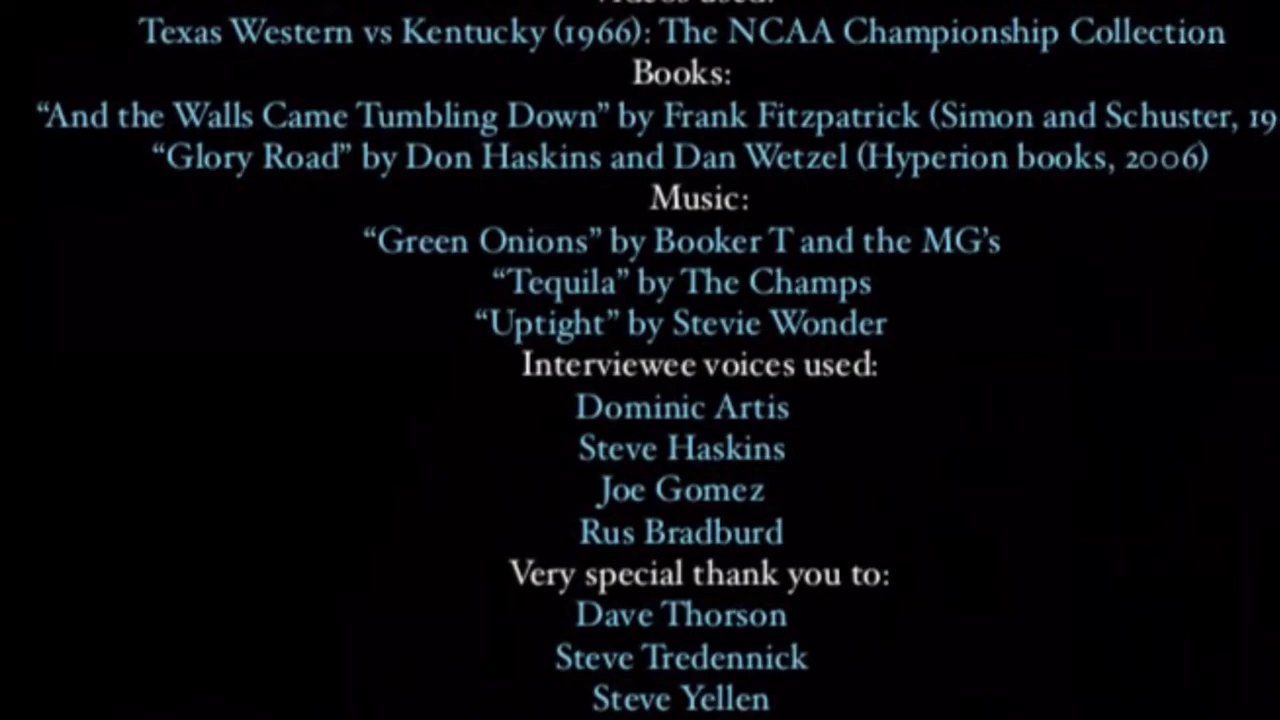 Videos used:
Texas Western vs Kentucky (1966): The NCAA Championship Collection
Books:
“And the Walls Came Tumbling Down” by Frank Fitzpatrick (Simon and Schuster, 19
“Glory Road” by Don Haskins and Dan Wetzel (Hyperion books, 2006)
Music:
“Green Onions” by Booker T and the MG’s
“Tequila” by The Champs
“Uptight” by Stevie Wonder
Interviewee voices used:
Dominic Artis
Steve Haskins
Joe Gomez
Rus Bradburd
Very special thank you to:
Dave Thorson
Steve Tredennick
Steve Yellen